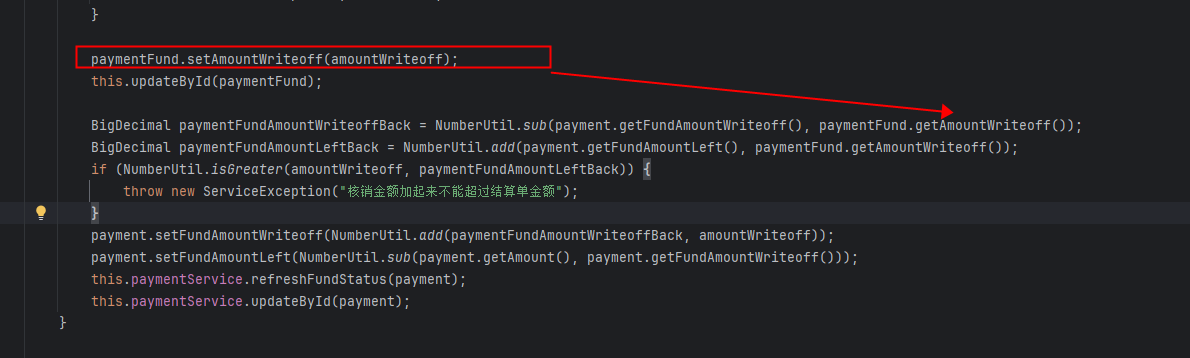 }
paymentFund.setAmountWriteoff(amountWriteoff);
this.updateById(paymentFund);
BigDecimal paymentFundAmountWriteoffBack = NumberUtil.sub(payment.getFundAmountWriteoff(), paymentFund.getAmountWriteoff());
BigDecimal paymentFundAmountLeftBack = NumberUtil.add(payment.getFundAmountLeft(), paymentFund.getAmountWriteoff());
if (NumberUtil.isGreater(amountWriteoff, paymentFundAmountLeftBack)) {
throw new ServiceException("核销金额加起来不能超过结算单金额");
}
payment.setFundAmountWriteoff(NumberUtil.add(paymentFundAmountWriteoffBack, amountWriteoff));
payment.setFundAmountLeft(NumberUtil.sub(payment.getAmount(), payment.getFundAmountWriteoff()));
this.paymentService.refreshFundStatus(payment);
this.paymentService.updateById(payment);
}